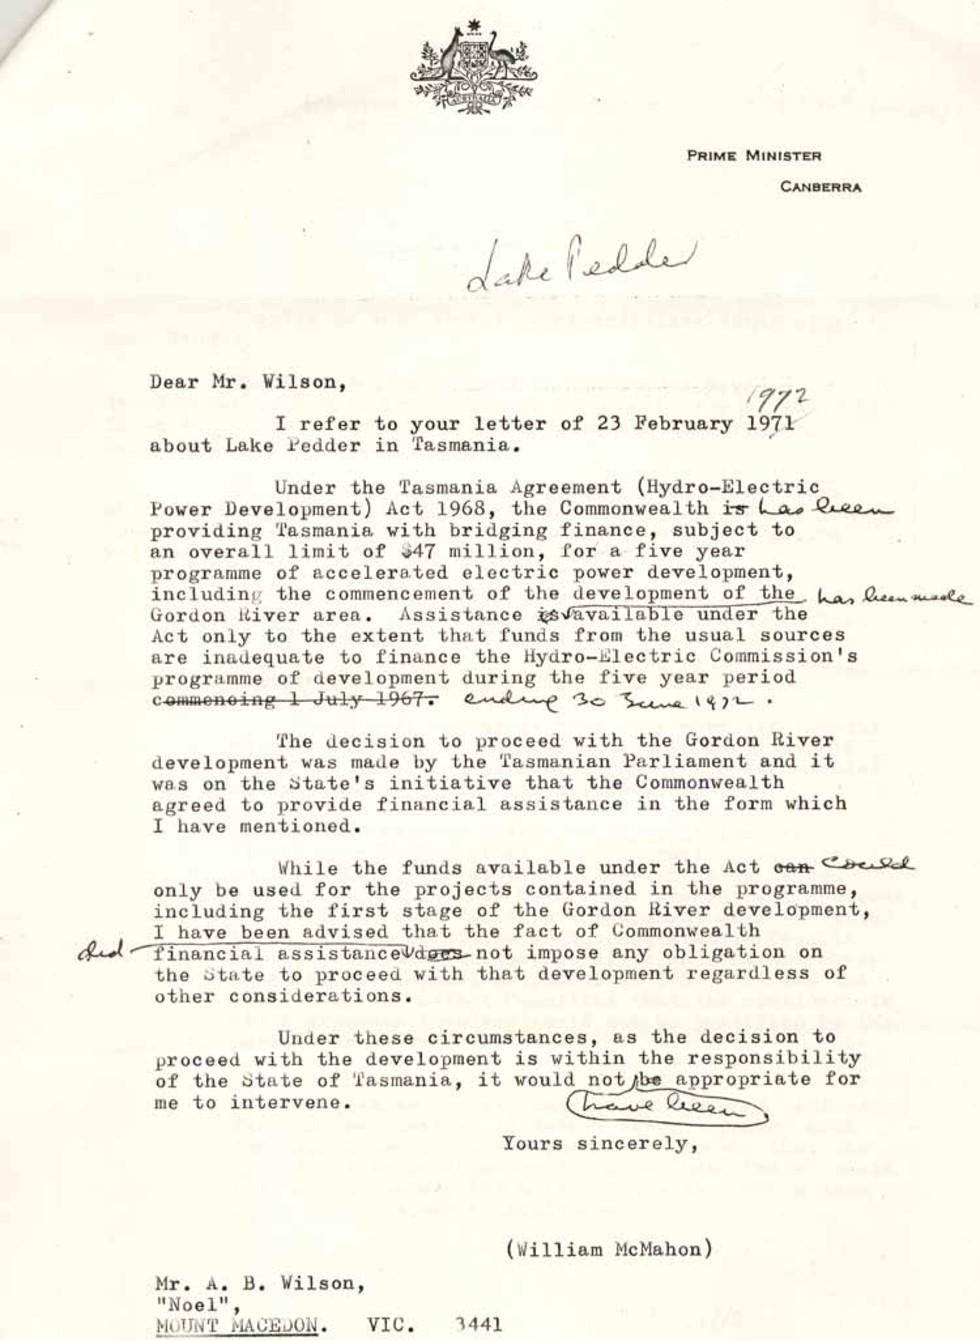 AUSTRALIA
PRIME MINISTER
CANBERRA
Lake Pedder
Dear Mr. Wilson,
1972
I refer to your letter of 23 February 1971
about Lake Pedder in Tasmania.
Under the Tasmania Agreement (Hydro-Electric
Power Development) Act 1968, the Commonwealth is has been
providing Tasmania with bridging finance, subject to
an overall limit of $47 million, for a five year
programme of accelerated electric power development,
including the commencement of the development of the has been made
Gordon River area. Assistance is available under the
Act only to the extent that funds from the usual sources
are inadequate to finance the Hydro-Electric Commission's
programme of development during the five year period
commencing 1 July 1967. ending 30 June 1972.
The decision to proceed with the Gordon River
development was made by the Tasmanian Parliament and it
was on the State's initiative that the Commonwealth
agreed to provide financial assistance in the form which
I have mentioned.
While the funds available under the Act can could
only be used for the projects contained in the programme,
including the first stage of the Gordon River development,
I have been advised that the fact of Commonwealth
did financial assistance does not impose any obligation on
the State to proceed with that development regardless of
other considerations.
Under these circumstances, as the decision to
proceed with the development is within the responsibility
of the State of Tasmania, it would not be appropriate for
me to intervene. have been
Yours sincerely,
(William McMahon)
Mr. A. B. Wilson,
"Noel",
MOUNT MACEDON. VIC. 3441